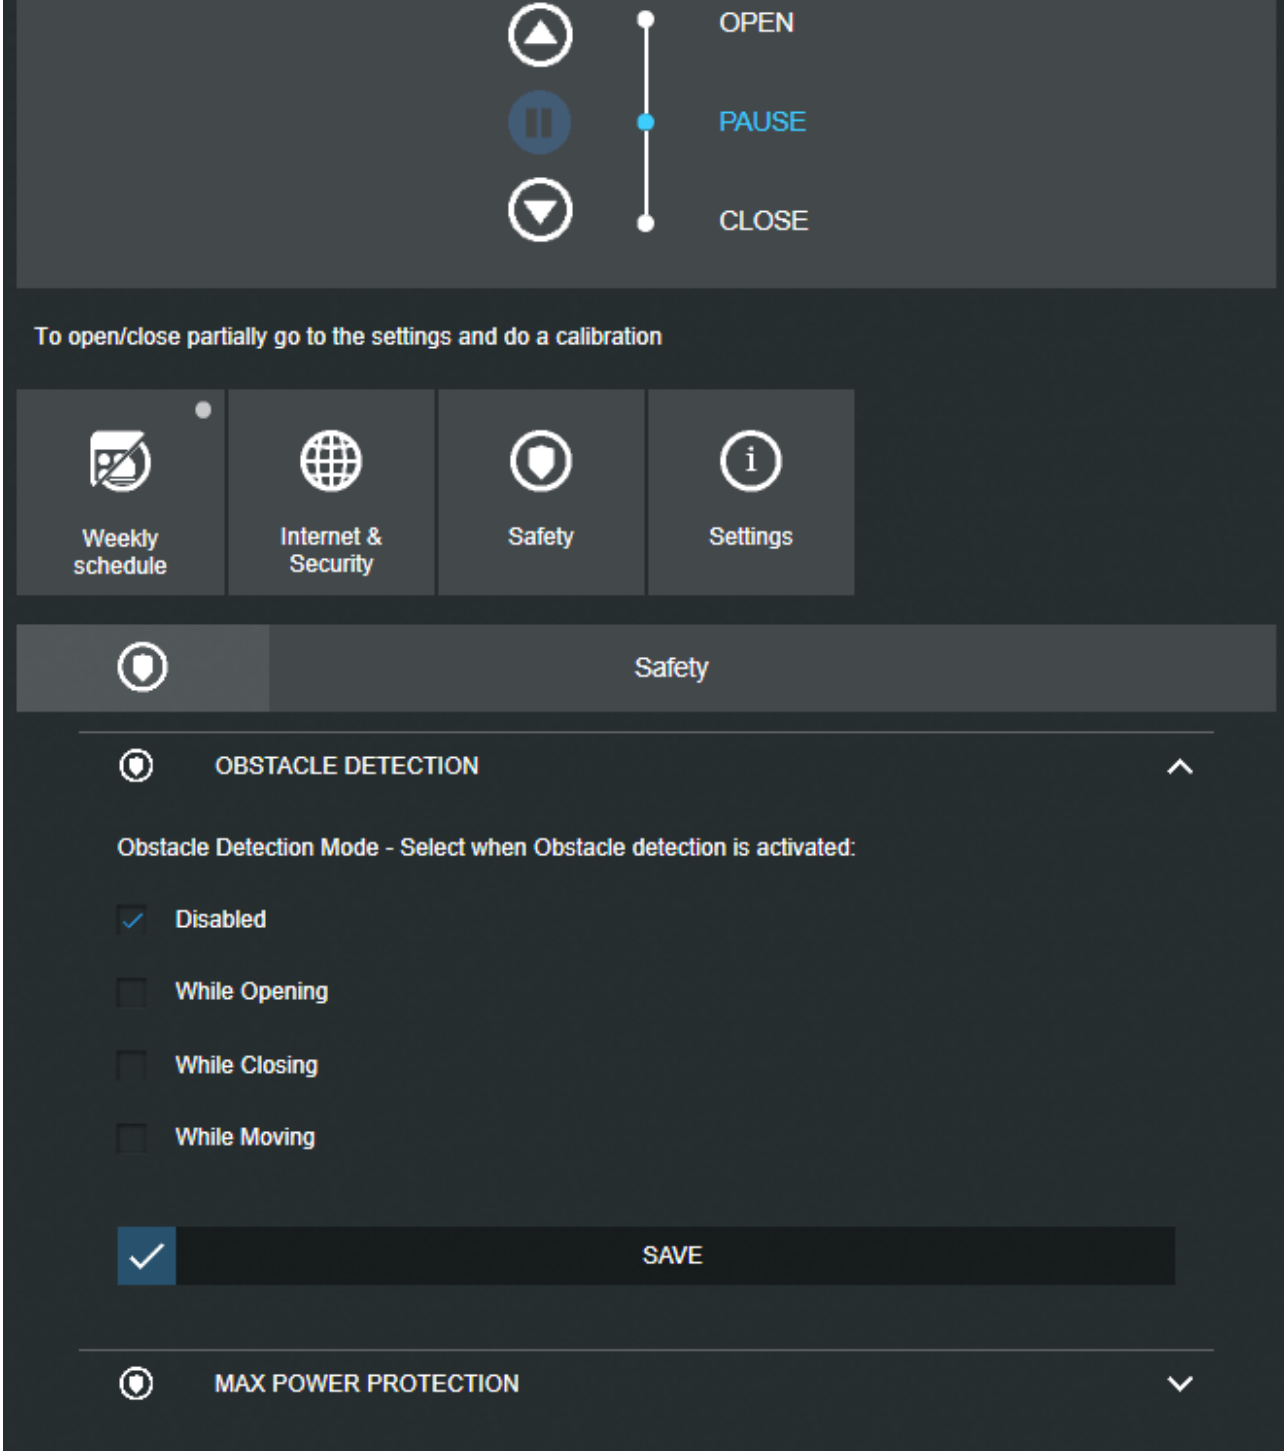 OPEN
PAUSE
CLOSE
To open/close partially go to the settings and do a calibration
Weekly
schedule
Internet &
Security
Safety
Settings
Safety
OBSTACLE DETECTION
Obstacle Detection Mode - Select when Obstacle detection is activated:
Disabled
While Opening
While Closing
While Moving
SAVE
MAX POWER PROTECTION